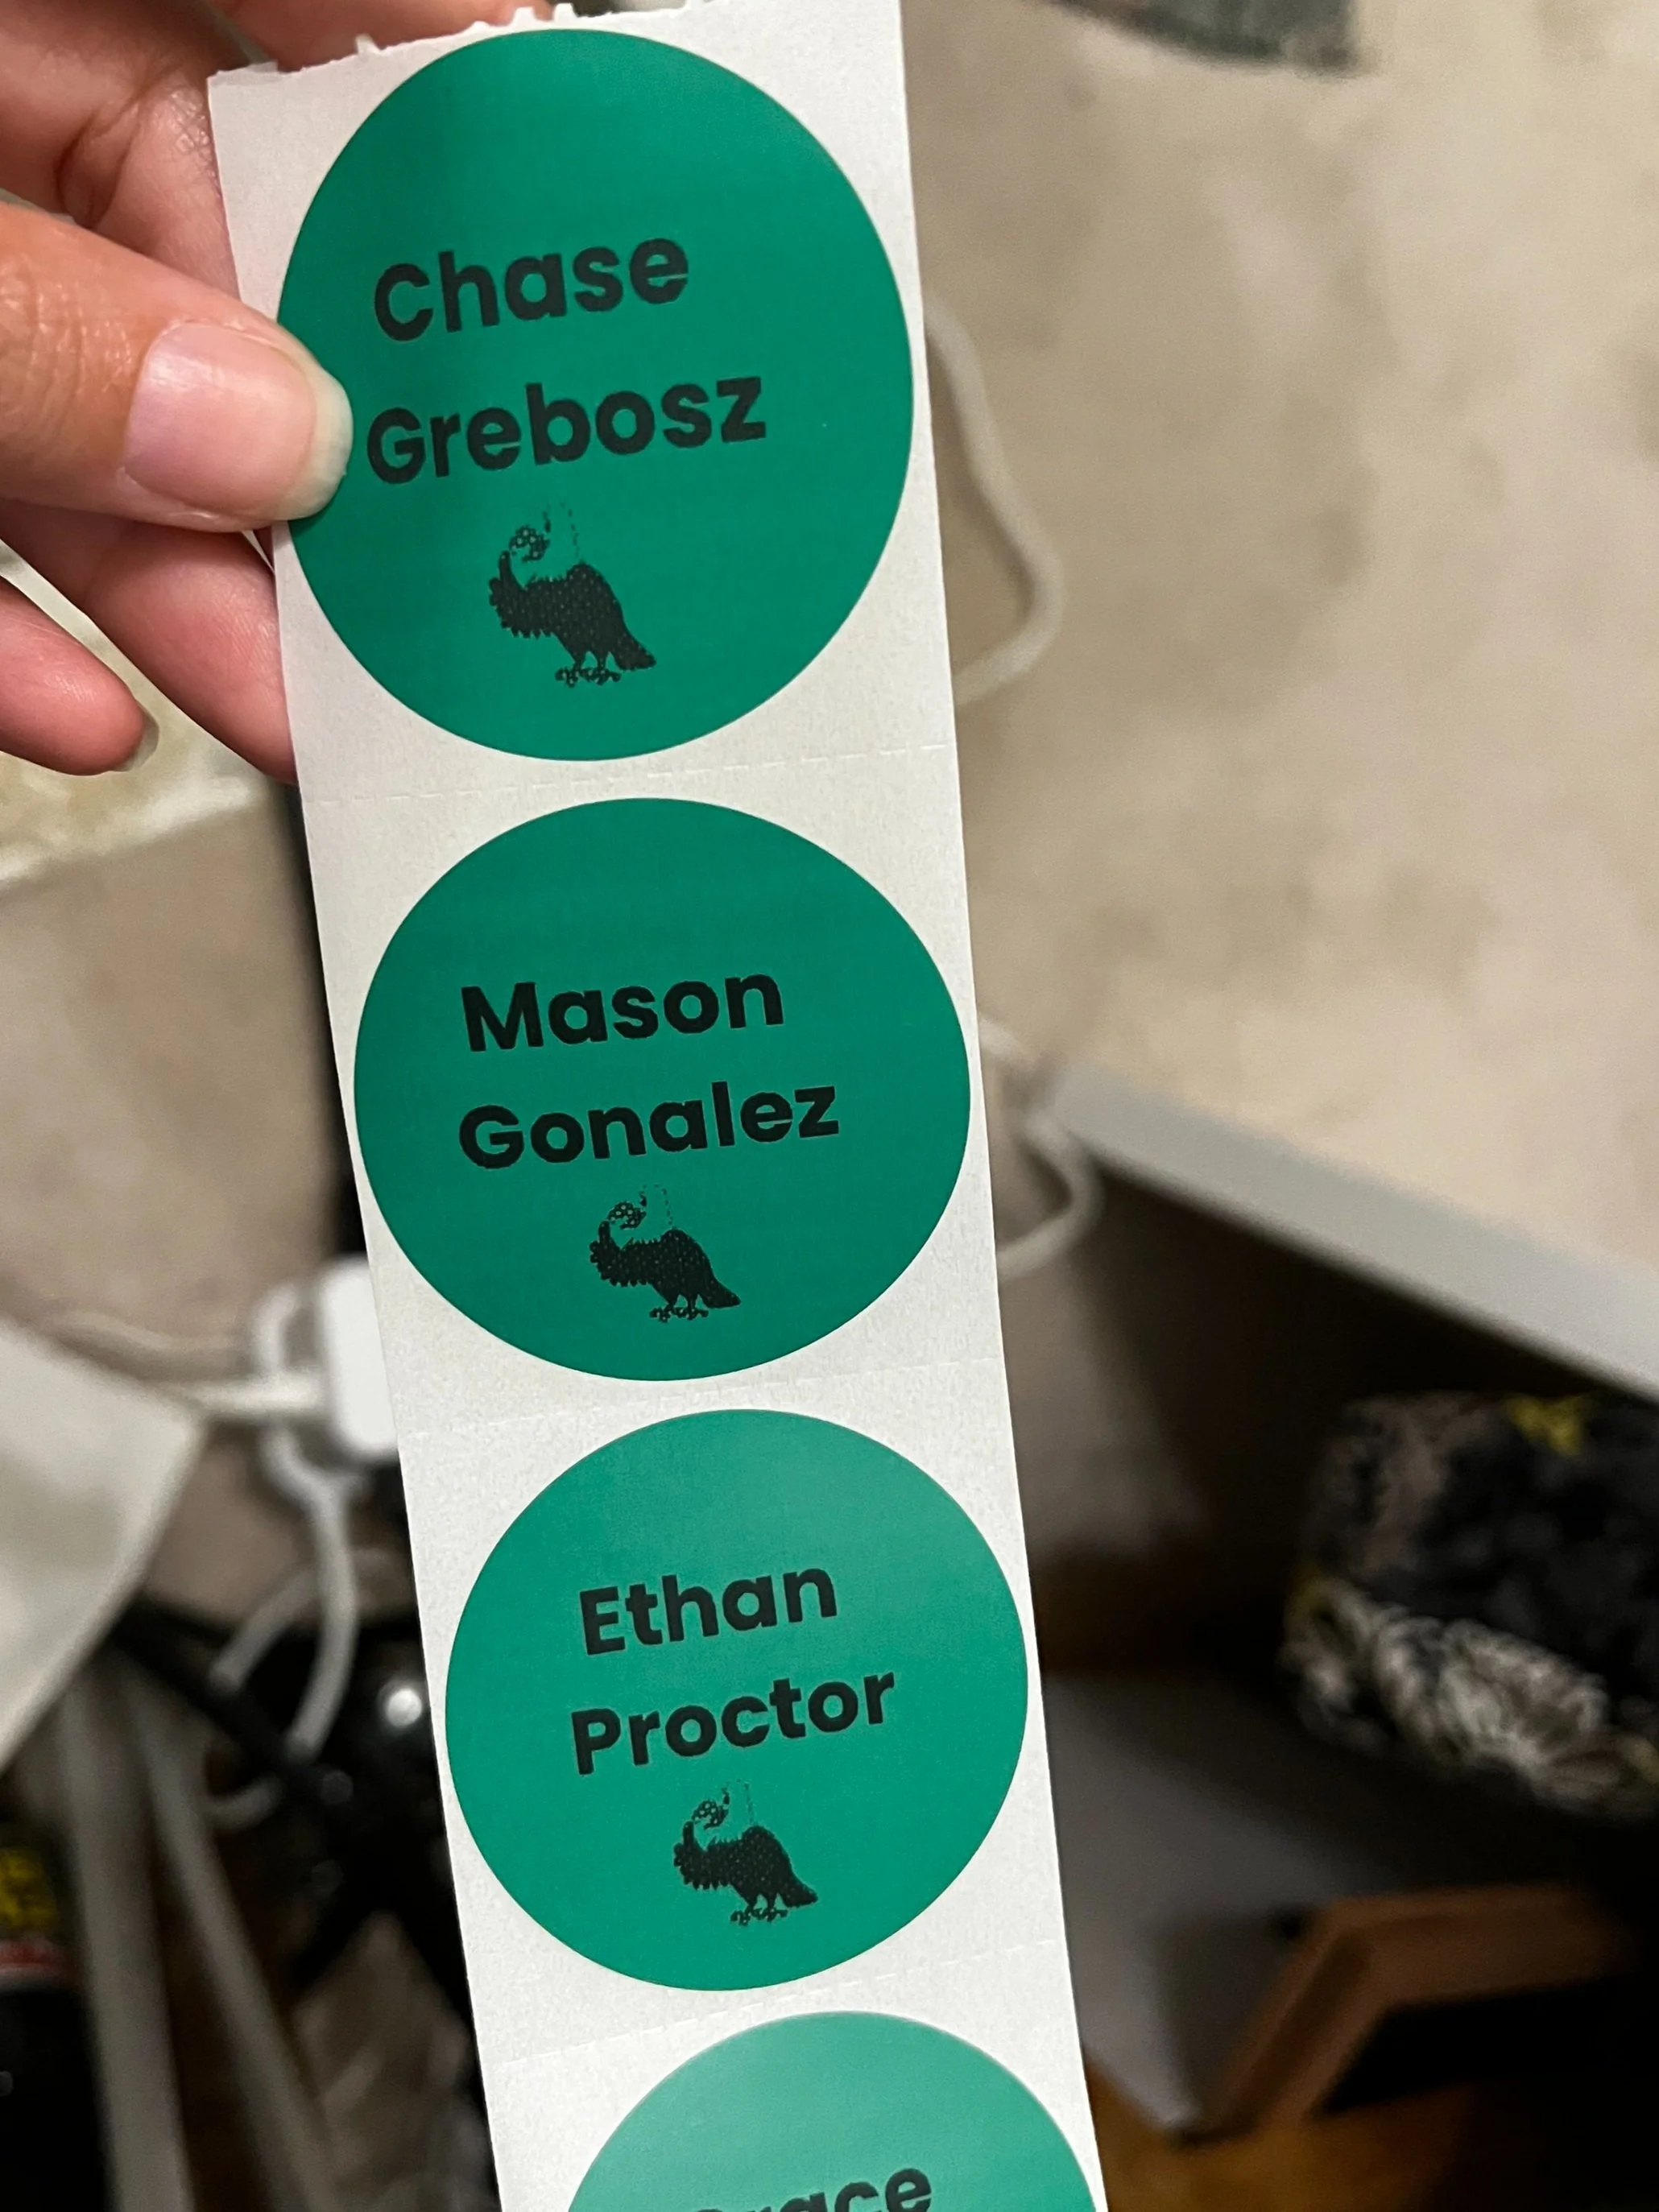 Chase
Grebosz
Mason
Gonalez
Ethan
Proctor